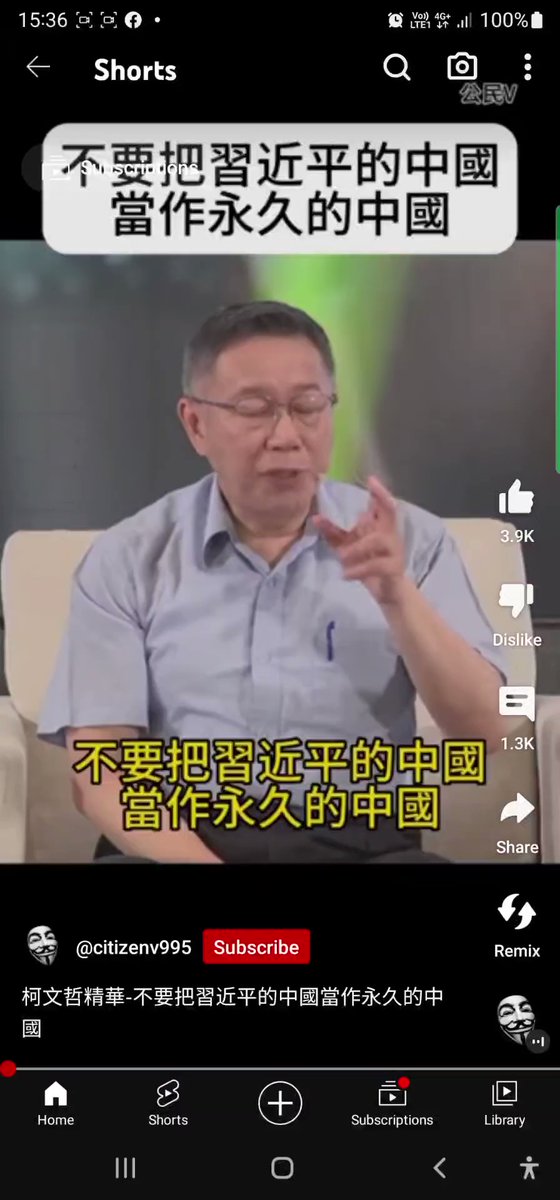 15:36
Vo))
LTE1
4G+
100%
Shorts
公民V
Subscriptions
不要把習近平的中國
當作永久的中國
3.9K
Dislike
1.3K
不要把習近平的中國
當作永久的中國
Share
@citizenv995
Subscribe
Remix
柯文哲精華-不要把習近平的中國當作永久的中
國
Home
Shorts
Subscriptions
Library